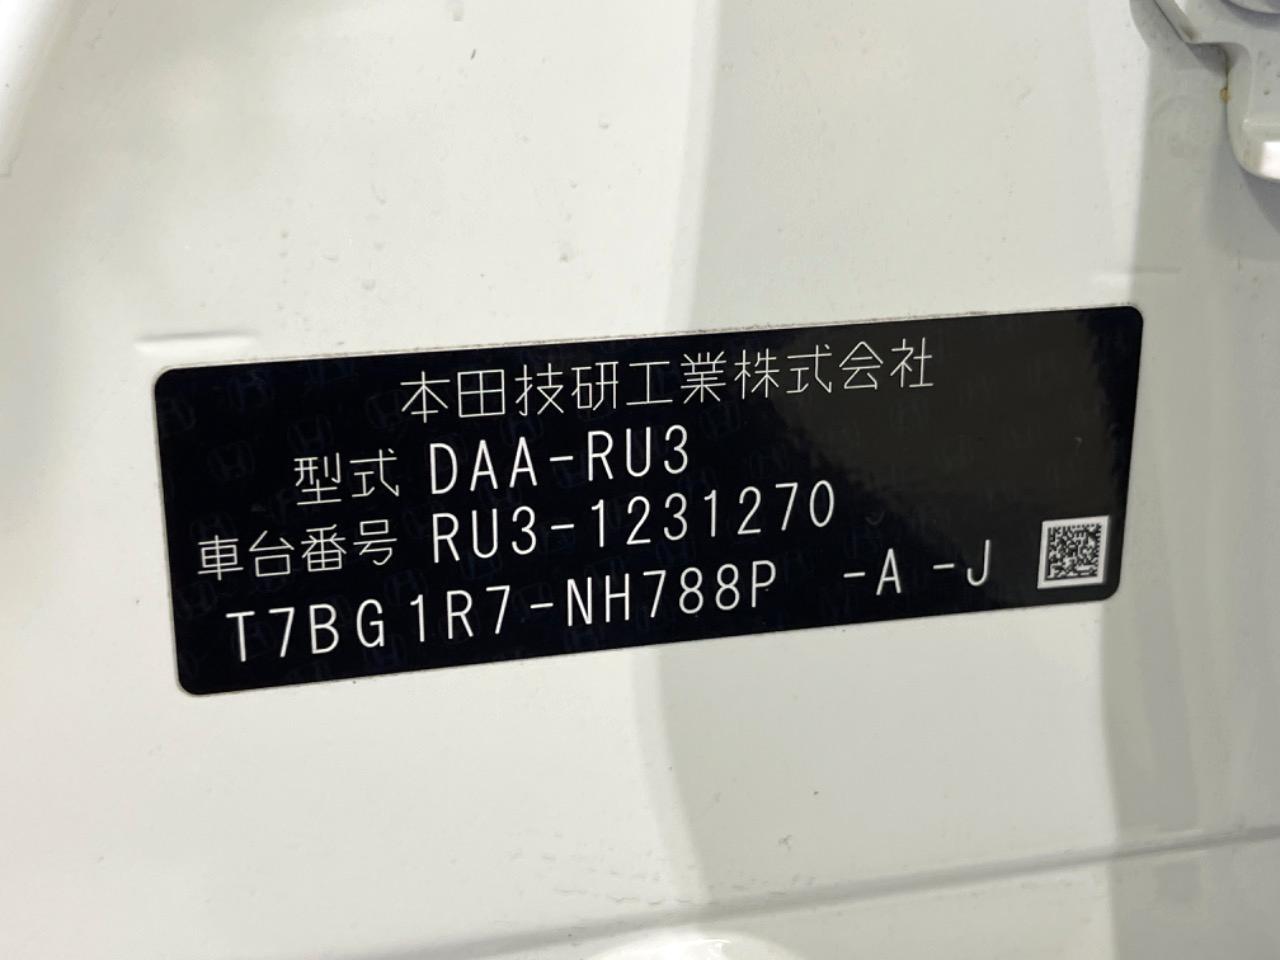 本田技研工業株式会社
型式 DAA-RU3
車台番号 RU3-1231270
T7BG1R7-NH788P -A -J